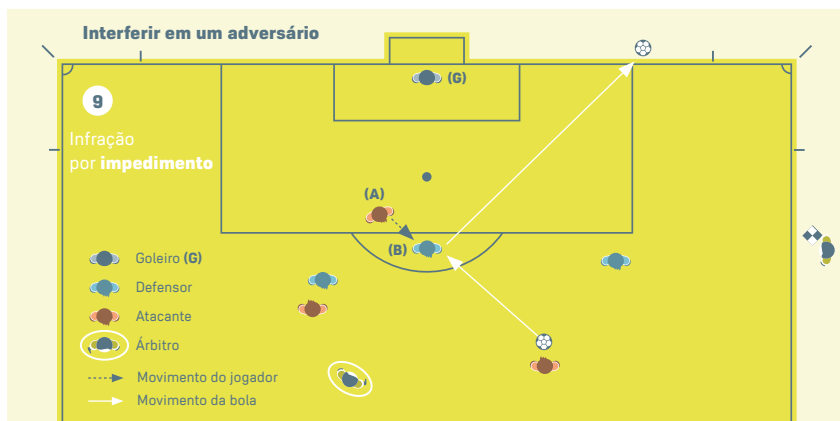 Interferir em um adversário
(G)
9
Infração
por impedimento
(A)
(B)
Goleiro (G)
Defensor
Atacante
Árbitro
Movimento do jogador
Movimento da bola